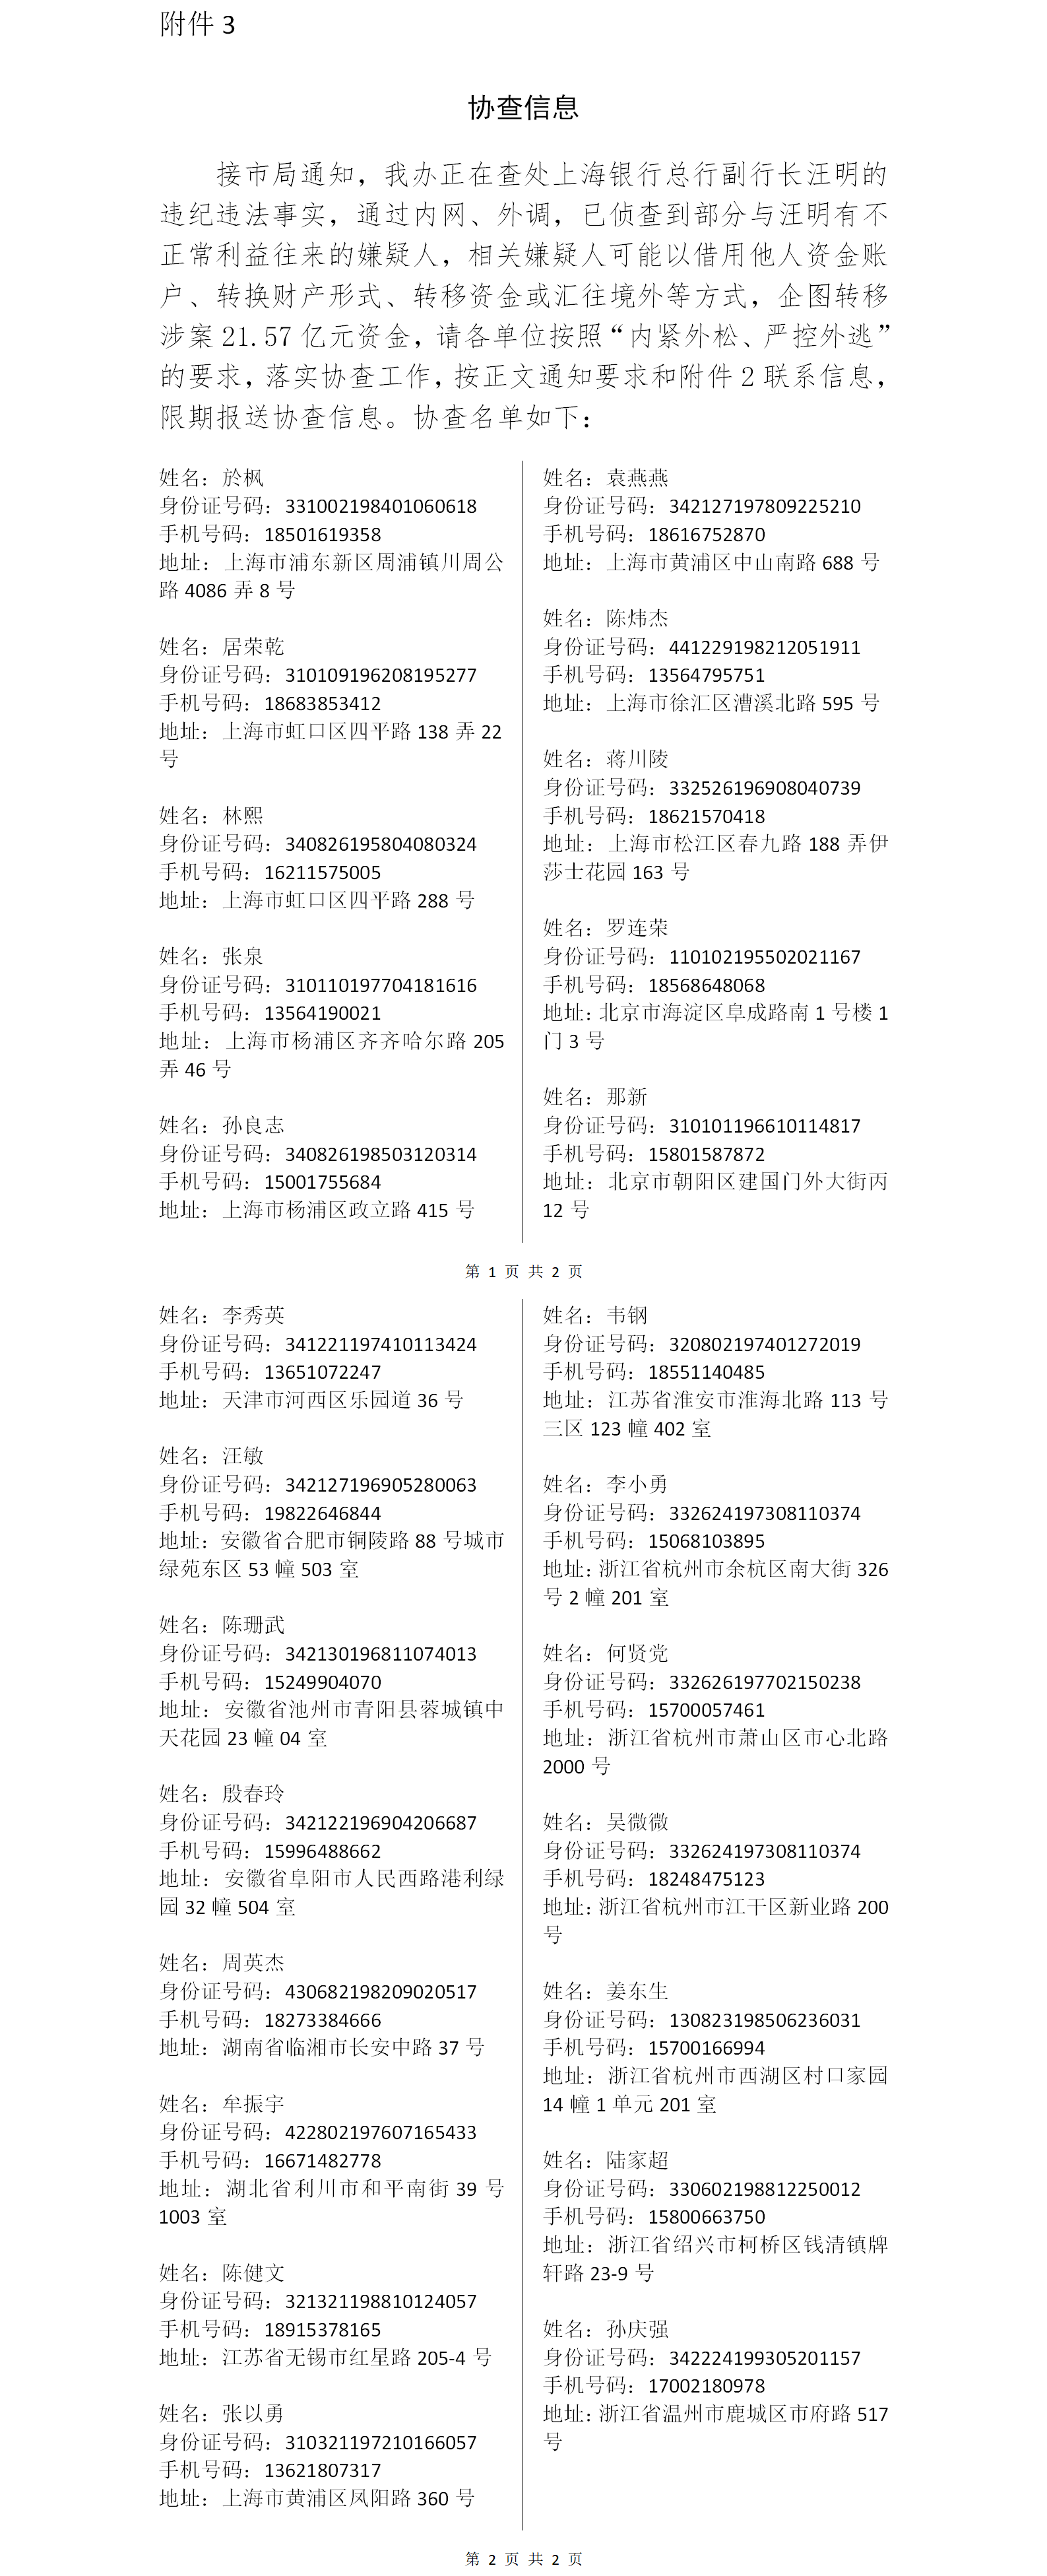 附件 3
协查信息
接市局通知，我办正在查处上海银行总行副行长汪明的
违纪违法事实，通过内网、外调，已侦查到部分与汪明有不
正常利益往来的嫌疑人，相关嫌疑人可能以借用他人资金账
户、转换财产形式、转移资金或汇往境外等方式，企图转移
涉案 21.57 亿元资金，请各单位按照“内紧外松、严控外逃”
的要求，落实协查工作，按正文通知要求和附件 2 联系信息，
限期报送协查信息。协查名单如下：
姓名：於枫
身份证号码：331002198401060618
手机号码：18501619358
地址：上海市浦东新区周浦镇川周公
路 4086 弄 8 号
姓名：居荣乾
身份证号码：310109196208195277
手机号码：18683853412
地址：上海市虹口区四平路 138 弄 22
号
姓名：林熙
身份证号码：340826195804080324
手机号码：16211575005
地址：上海市虹口区四平路 288 号
姓名：张泉
身份证号码：310110197704181616
手机号码：13564190021
地址：上海市杨浦区齐齐哈尔路 205
弄 46 号
姓名：孙良志
身份证号码：340826198503120314
手机号码：15001755684
地址：上海市杨浦区政立路 415 号
姓名：袁燕燕
身份证号码：342127197809225210
手机号码：18616752870
地址：上海市黄浦区中山南路 688 号
姓名：陈炜杰
身份证号码：441229198212051911
手机号码：13564795751
地址：上海市徐汇区漕溪北路 595 号
姓名：蒋川陵
身份证号码：332526196908040739
手机号码：18621570418
地址：上海市松江区春九路 188 弄伊
莎士花园 163 号
姓名：罗连荣
身份证号码：110102195502021167
手机号码：18568648068
地址：北京市海淀区阜成路南 1 号楼 1
门 3 号
姓名：那新
身份证号码：310101196610114817
手机号码：15801587872
地址：北京市朝阳区建国门外大街丙
12 号
第 1 页 共 2 页
姓名：李秀英
身份证号码：341221197410113424
手机号码：13651072247
地址：天津市河西区乐园道 36 号
姓名：汪敏
身份证号码：342127196905280063
手机号码：19822646844
地址：安徽省合肥市铜陵路 88 号城市
绿苑东区 53 幢 503 室
姓名：陈珊武
身份证号码：342130196811074013
手机号码：15249904070
地址：安徽省池州市青阳县蓉城镇中
天花园 23 幢 04 室
姓名：殷春玲
身份证号码：342122196904206687
手机号码：15996488662
地址：安徽省阜阳市人民西路港利绿
园 32 幢 504 室
姓名：周英杰
身份证号码：430682198209020517
手机号码：18273384666
地址：湖南省临湘市长安中路 37 号
姓名：牟振宇
身份证号码：422802197607165433
手机号码：16671482778
地址：湖北省利川市和平南街 39 号
1003 室
姓名：陈健文
身份证号码：321321198810124057
手机号码：18915378165
地址：江苏省无锡市红星路 205-4 号
姓名：张以勇
身份证号码：310321197210166057
手机号码：13621807317
地址：上海市黄浦区凤阳路 360 号
姓名：韦钢
身份证号码：320802197401272019
手机号码：18551140485
地址：江苏省淮安市淮海北路 113 号
三区 123 幢 402 室
姓名：李小勇
身份证号码：332624197308110374
手机号码：15068103895
地址：浙江省杭州市余杭区南大街 326
号 2 幢 201 室
姓名：何贤党
身份证号码：332626197702150238
手机号码：15700057461
地址：浙江省杭州市萧山区市心北路
2000 号
姓名：吴微微
身份证号码：332624197308110374
手机号码：18248475123
地址：浙江省杭州市江干区新业路 200
号
姓名：姜东生
身份证号码：130823198506236031
手机号码：15700166994
地址：浙江省杭州市西湖区村口家园
14 幢 1 单元 201 室
姓名：陆家超
身份证号码：330602198812250012
手机号码：15800663750
地址：浙江省绍兴市柯桥区钱清镇牌
轩路 23-9 号
姓名：孙庆强
身份证号码：342224199305201157
手机号码：17002180978
地址：浙江省温州市鹿城区市府路 517
号
第 2 页 共 2 页